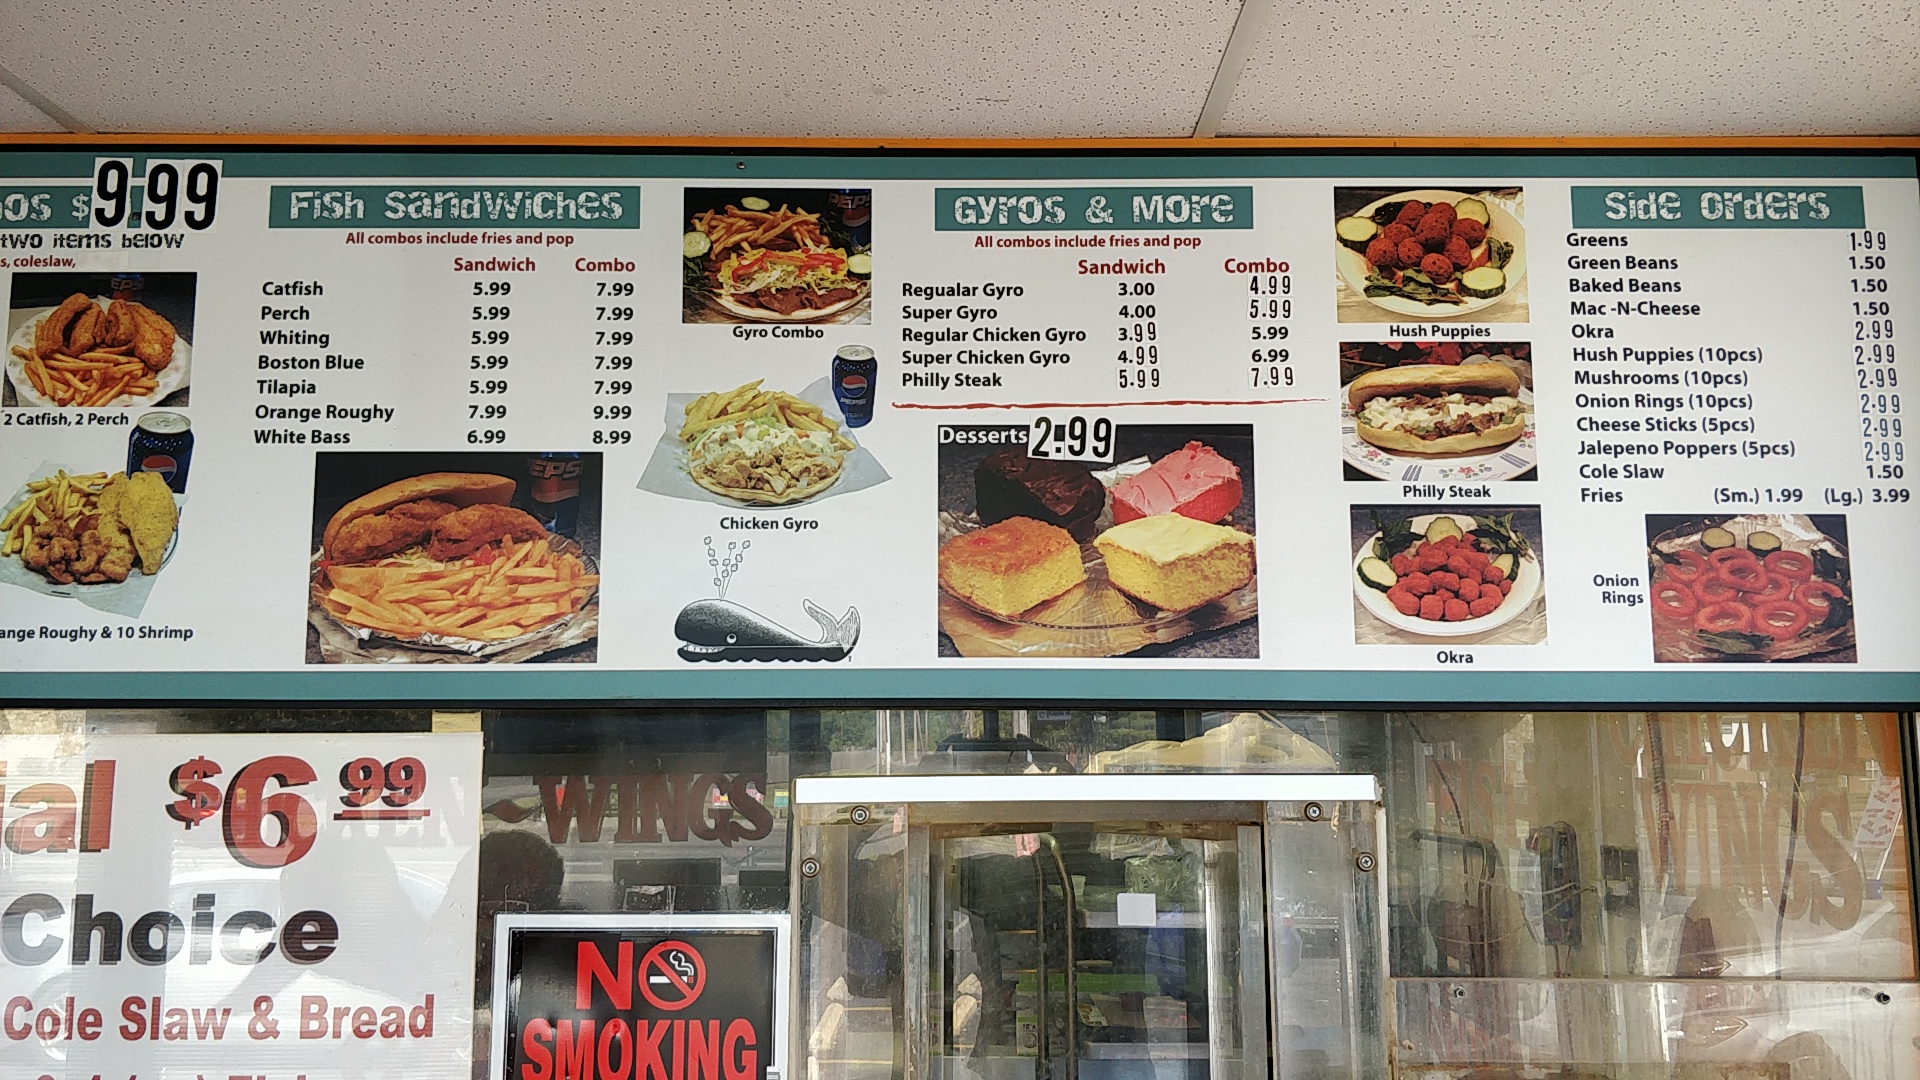 os $9.99
two items below
s, coleslaw,
2 Catfish, 2 Perch
ange Roughy & 10 Shrimp
Fish Sandwiches
All combos include fries and pop
Sandwich Combo
Catfish 5.99 7.99
Perch 5.99 7.99
Whiting 5.99 7.99
Boston Blue 5.99 7.99
Tilapia 5.99 7.99
Orange Roughy 7.99 9.99
White Bass 6.99 8.99
Gyro Combo
PEPSI
Chicken Gyro
Gyros & More
All combos include fries and pop
Sandwich Combo
Regualar Gyro 3.00 4.99
Super Gyro 4.00 5.99
Regular Chicken Gyro 3.99 5.99
Super Chicken Gyro 4.99 6.99
Philly Steak 5.99 7.99
Desserts 2.99
Hush Puppies
Philly Steak
Okra
Side Orders
Greens 1.99
Green Beans 1.50
Baked Beans 1.50
Mac -N-Cheese 1.50
Okra 2.99
Hush Puppies (10pcs) 2.99
Mushrooms (10pcs) 2.99
Onion Rings (10pcs) 2.99
Cheese Sticks (5pcs) 2.99
Jalepeno Poppers (5pcs) 2.99
Cole Slaw 1.50
Fries (Sm.) 1.99 (Lg.) 3.99
Onion
Rings
ial $6 99
Choice
Cole Slaw & Bread
WINGS
NO
SMOKING